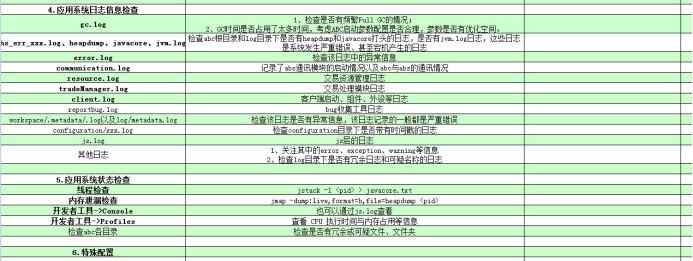 4.应用系统日志信息检查
gc.log
1、检查是否有频繁Full GC的情况；
2、GC时间是否占用了太多时间，考虑ABC启动参数配置是否合理，参数是否有优化空间。
hs_err_xxx.log、heapdump、javacore、jvm.log
检查abc根目录和log目录下是否有heapdump和javacore打头的日志，是否有jvm.log日志，这些日志
是系统发生严重错误、甚至宕机产生的日志
error.log
检查该日志中的异常信息
communication.log
记录了abs通讯模块的启动情况以及abc与abs的通讯情况
resource.log
交易资源管理日志
tradeManager.log
交易处理模块日志
client.log
客户端启动、组件、外设等日志
reportbug.log
bug收集工具日志
workspace/.metadata/.log以及log/metadata.log
检查该日志是否有异常信息，该日志记录的一般都是严重错误
configuration/xxx.log
检查configuration目录下是否带有时间戳的日志
js.log
js层的日志
其他日志
1、关注其中的error、exception、warning等信息
2、检查log目录下是否有冗余日志和可疑名称的日志
5.应用系统状态检查
线程检查
jstack -l <pid> > javacore.txt
内存泄漏检查
jmap -dump:live,format=b,file=heapdump <pid>
开发者工具->Console
也可以通过js.log查看
开发者工具->Profiles
查看 CPU 执行时间与内存占用等信息
检查abc各目录
检查是否有冗余或可疑文件、文件夹
6.特殊配置